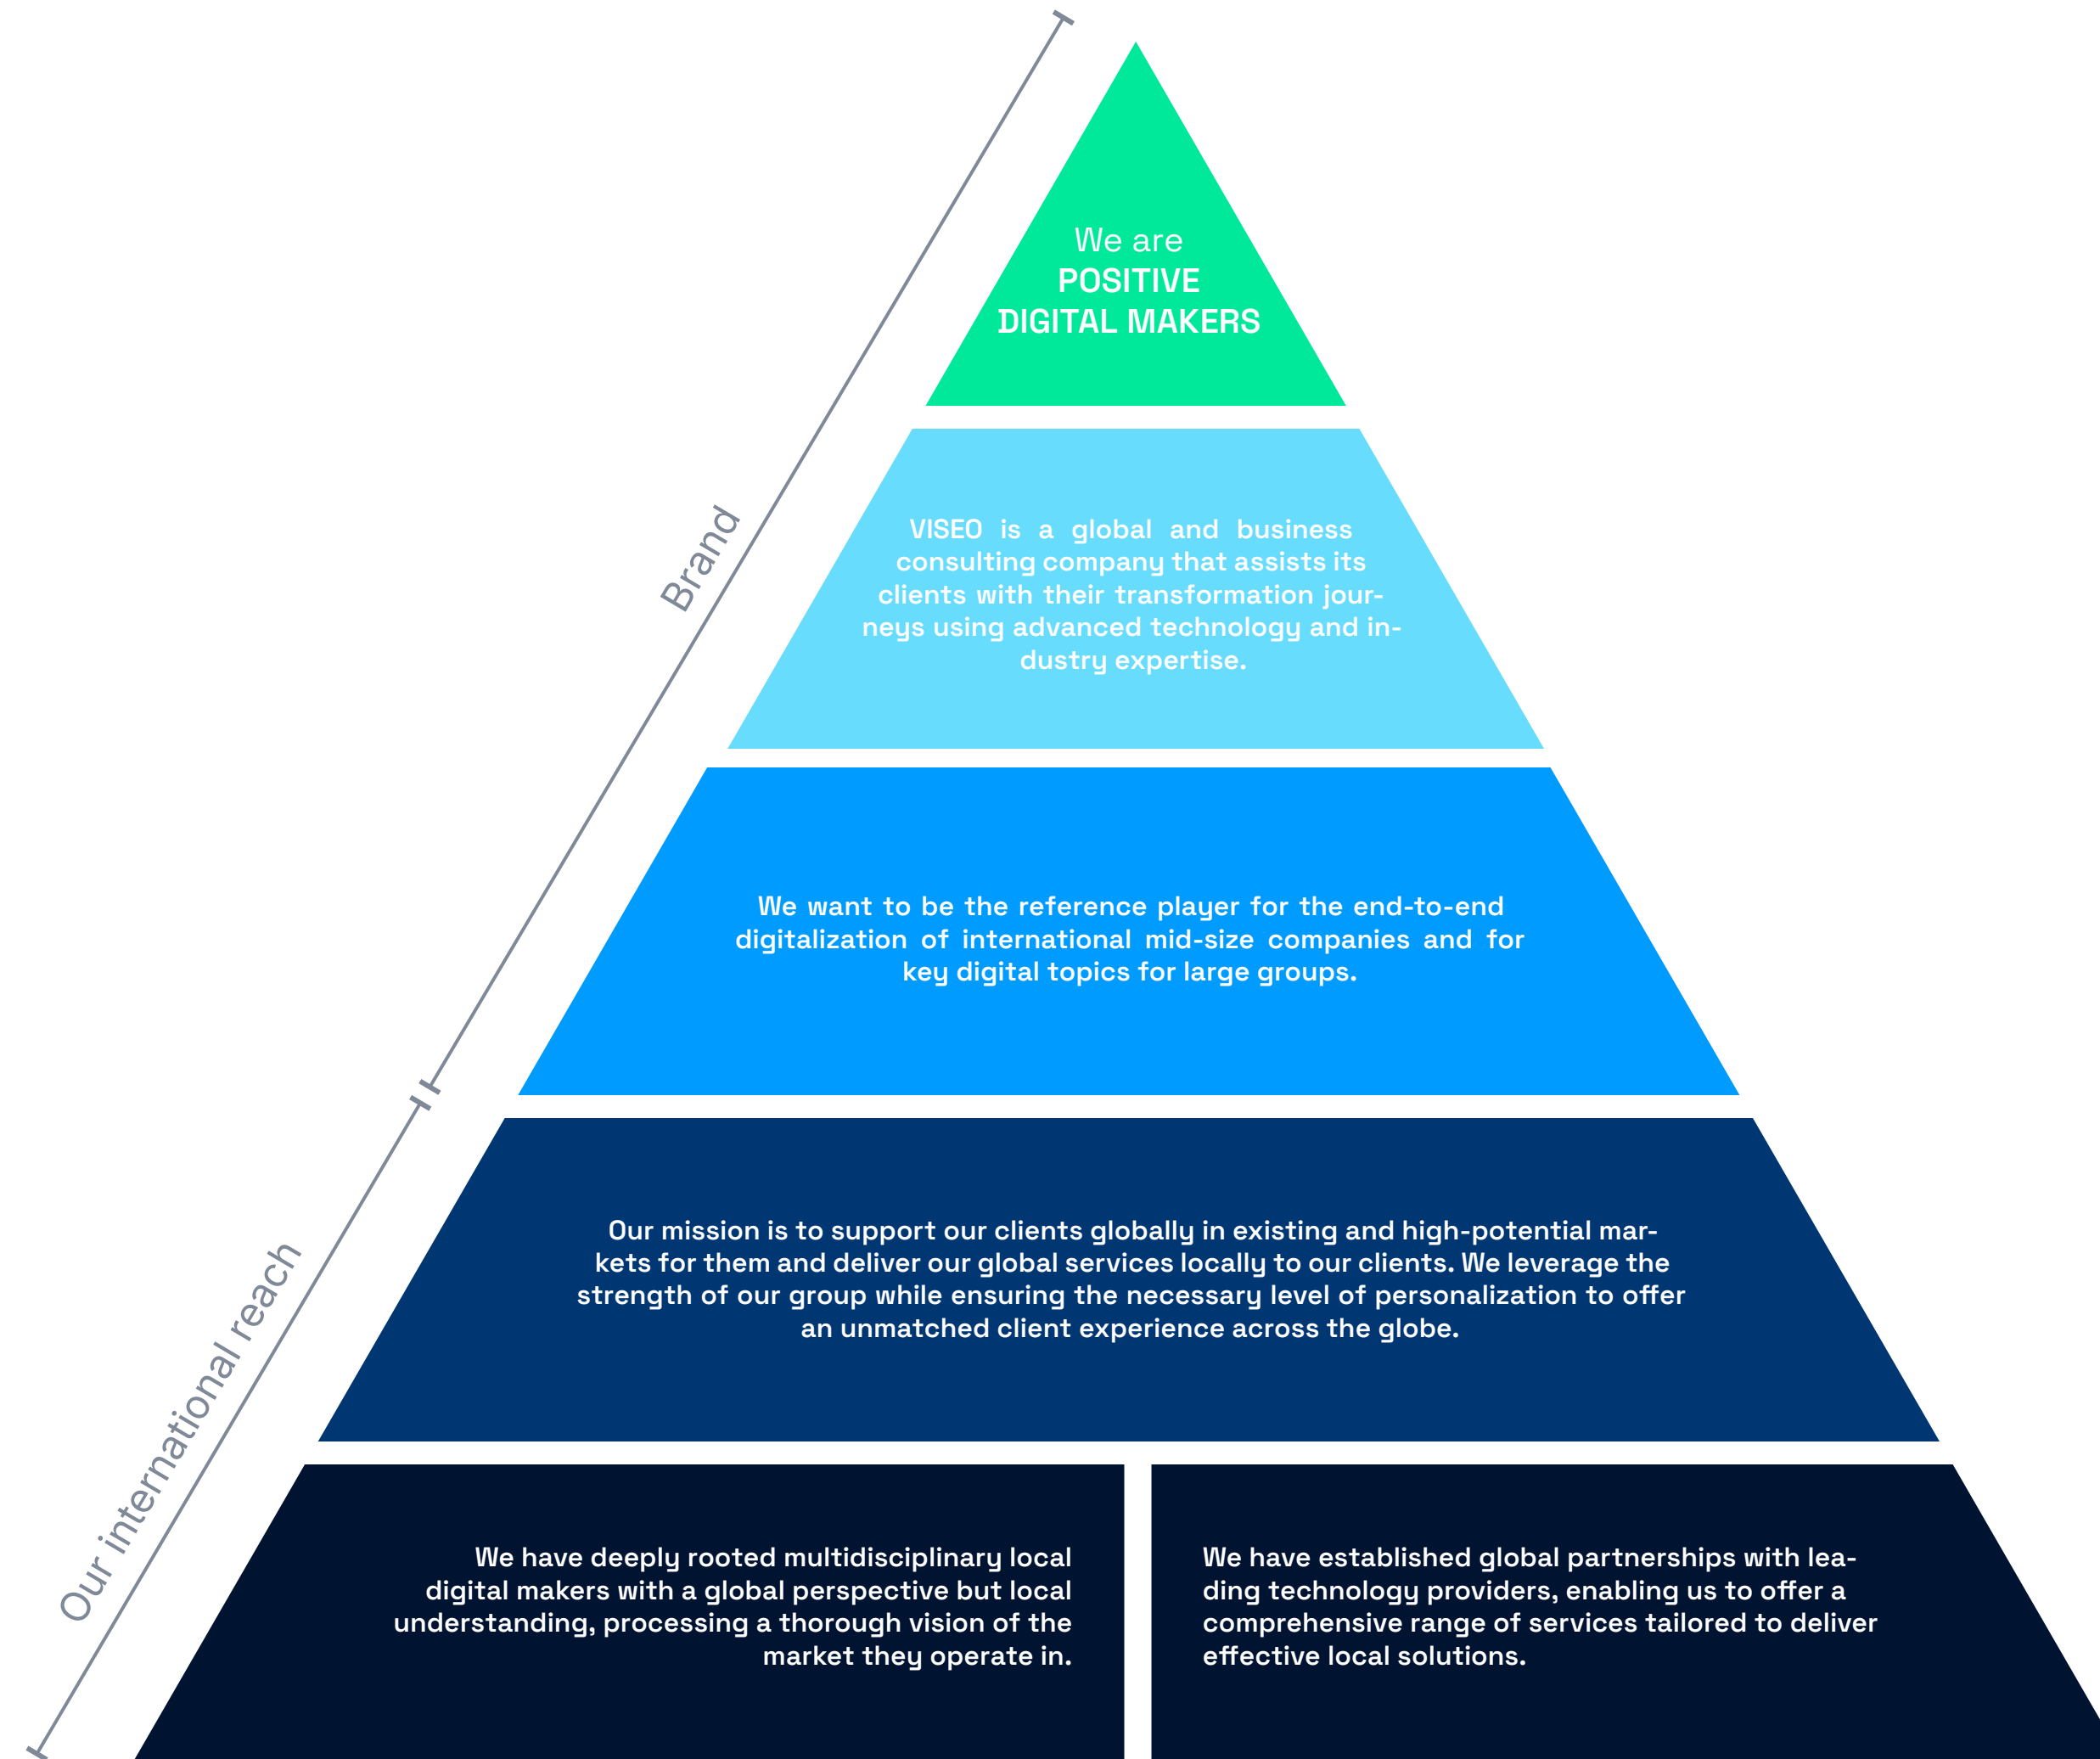 We are
POSITIVE
DIGITAL MAKERS
Brand
VISEO is a global and business
consulting company that assists its
clients with their transformation jour-
neys using advanced technology and in-
dustry expertise.
We want to be the reference player for the end-to-end
digitalization of international mid-size companies and for
key digital topics for large groups.
Our international reach
Our mission is to support our clients globally in existing and high-potential mar-
kets for them and deliver our global services locally to our clients. We leverage the
strength of our group while ensuring the necessary level of personalization to offer
an unmatched client experience across the globe.
We have deeply rooted multidisciplinary local
digital makers with a global perspective but local
understanding, processing a thorough vision of the
market they operate in.
We have established global partnerships with lea-
ding technology providers, enabling us to offer a
comprehensive range of services tailored to deliver
effective local solutions.